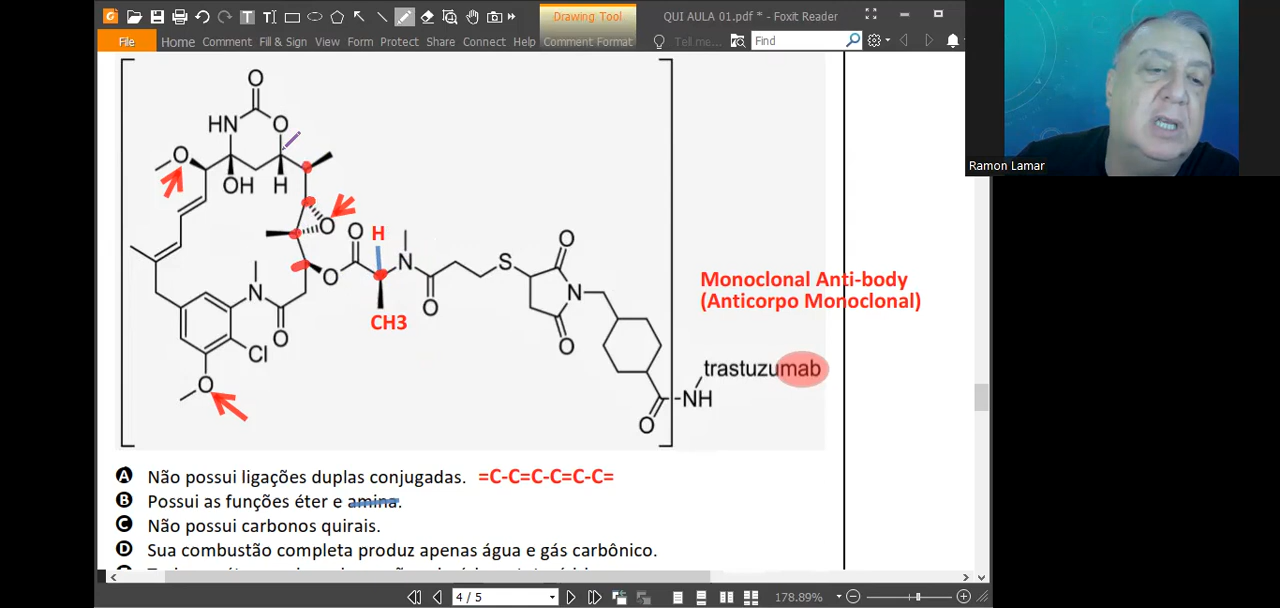 Drawing Tool
QUI AULA 01.pdf * - Foxit Reader
File Home Comment Fill & Sign View Form Protect Share Connect Help Comment Format Tell me... Find
Ramon Lamar
O
HN O
O
OH H
O
H
O
O N S O
N
N O O
CH3
O
Cl
O
O
NH
O
Monoclonal Anti-body
(Anticorpo Monoclonal)
trastuzumab
A Não possui ligações duplas conjugadas. =C-C=C-C=C-C=
B Possui as funções éter e amina.
C Não possui carbonos quirais.
D Sua combustão completa produz apenas água e gás carbônico.
4 / 5 178.89%